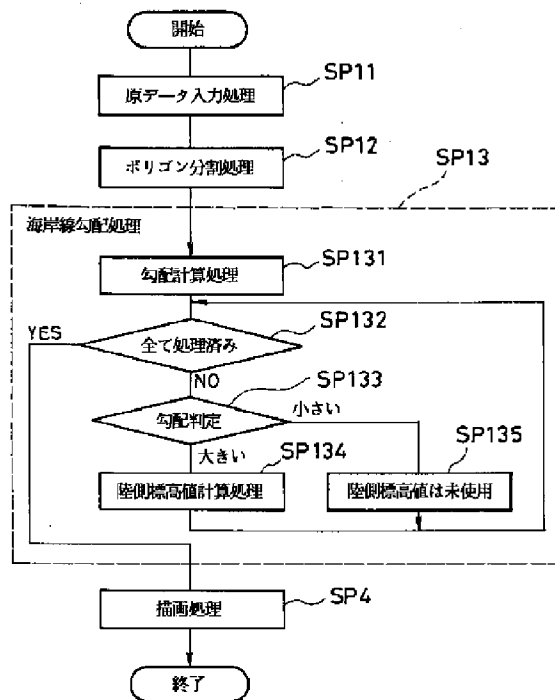 開始
SP11
原データ入力処理
SP12
ポリゴン分割処理
SP13
海岸線勾配処理
SP131
勾配計算処理
YES
SP132
全て処理済み
NO
SP133
勾配判定
小さい
大きい
SP134
陸側標高値計算処理
SP135
陸側標高値は未使用
SP4
描画処理
終了